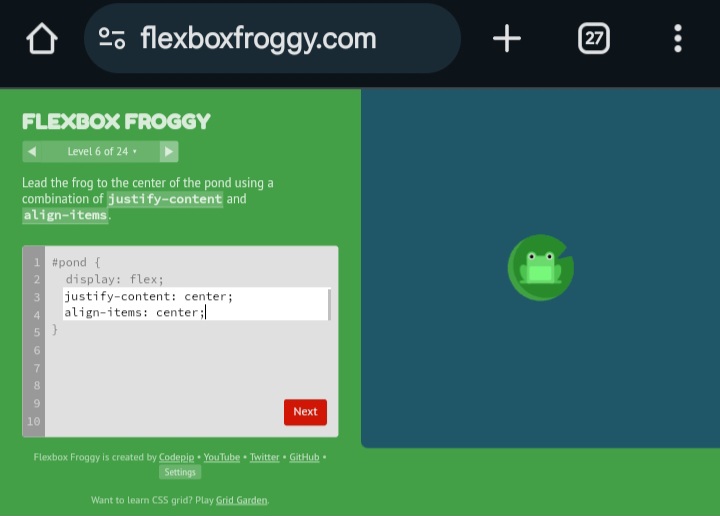 flexboxfroggy.com
27
FLEXBOX FROGGY
Level 6 of 24
Lead the frog to the center of the pond using a
combination of justify-content and
align-items.
1 #pond {
2 display: flex;
3 justify-content: center;
4 align-items: center;
5 }
6
7
8
9
10
Next
Flexbox Froggy is created by Codepip • YouTube • Twitter • GitHub •
Settings
Want to learn CSS grid? Play Grid Garden.